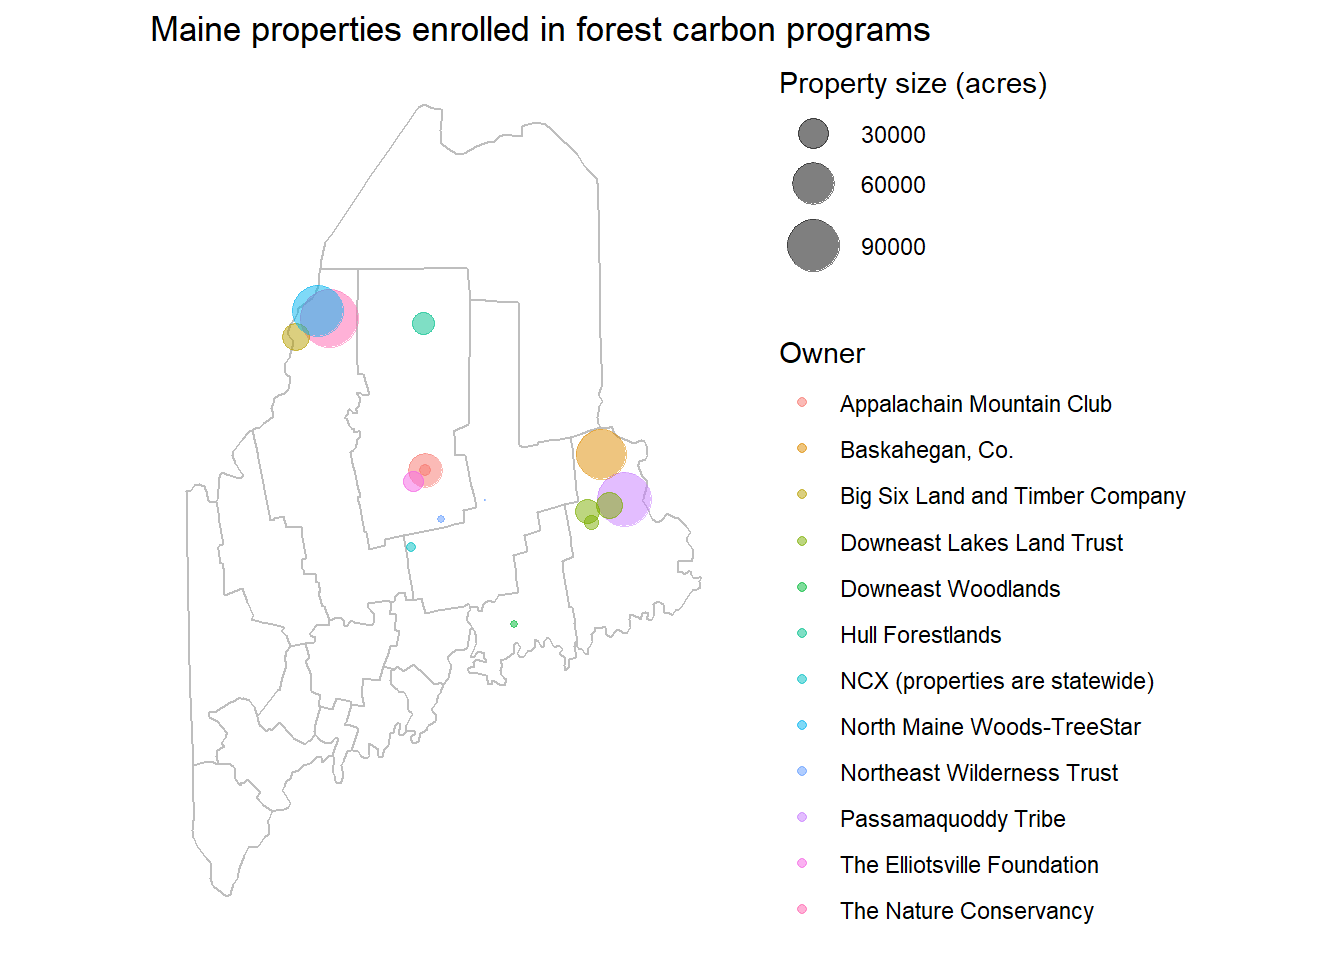 Maine properties enrolled in forest carbon programs
Property size (acres)
30000
60000
90000
Owner
Appalachain Mountain Club
Baskahegan, Co.
Big Six Land and Timber Company
Downeast Lakes Land Trust
Downeast Woodlands
Hull Forestlands
NCX (properties are statewide)
North Maine Woods-TreeStar
Northeast Wilderness Trust
Passamaquoddy Tribe
The Elliotsville Foundation
The Nature Conservancy